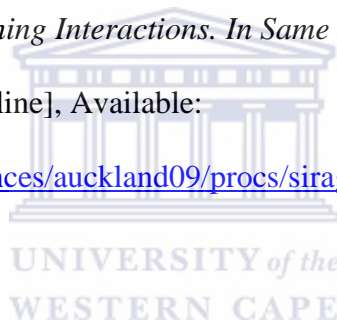 ning Interactions. In Same
line], Available:
nces/auckland09/procs/sira
UNIVERSITY of the
WESTERN CAPE